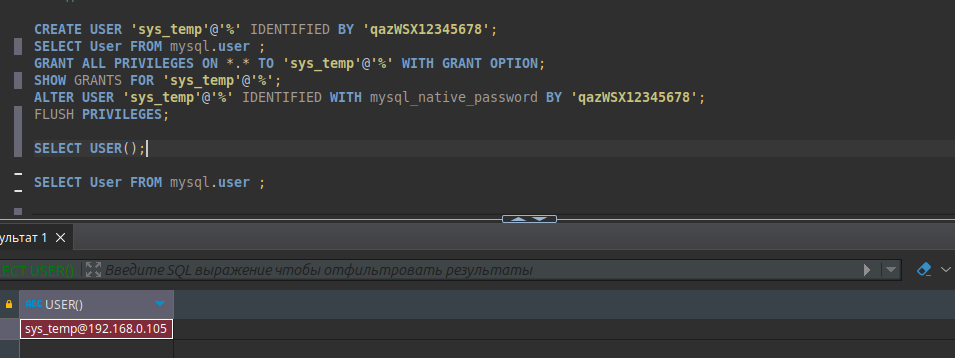 CREATE USER 'sys_temp'@'%' IDENTIFIED BY 'qazWSX12345678';
SELECT User FROM mysql.user ;
GRANT ALL PRIVILEGES ON *.* TO 'sys_temp'@'%' WITH GRANT OPTION;
SHOW GRANTS FOR 'sys_temp'@'%';
ALTER USER 'sys_temp'@'%' IDENTIFIED WITH mysql_native_password BY 'qazWSX12345678';
FLUSH PRIVILEGES;
SELECT USER();
SELECT User FROM mysql.user ;
ультат 1
ECT USER() Введите SQL выражение чтобы отфильтровать результаты
ABC USER()
sys_temp@192.168.0.105